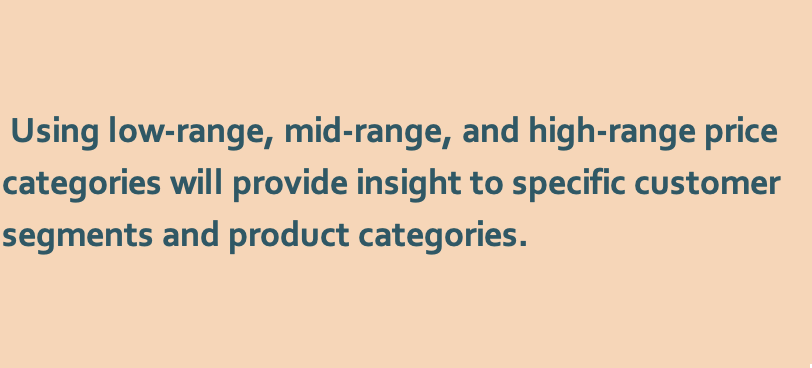 Using low-range, mid-range, and high-range price
categories will provide insight to specific customer
segments and product categories.